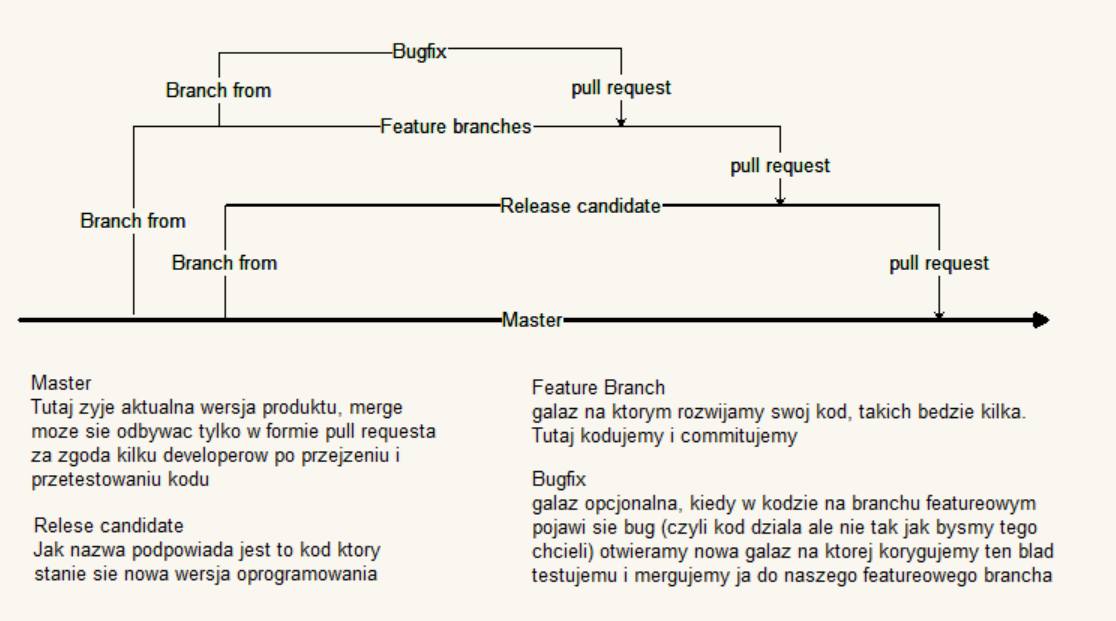 Bugfix
Branch from
pull request
Feature branches
pull request
Release candidate
Branch from
Branch from
pull request
Master
Master
Tutaj zyje aktualna wersja produktu, merge
moze sie odbywac tylko w formie pull requesta
za zgoda kilku developerow po przejzeniu i
przetestowaniu kodu
Relese candidate
Jak nazwa podpowiada jest to kod ktory
stanie sie nowa wersja oprogramowania
Feature Branch
galaz na ktorym rozwijamy swoj kod, takich bedzie kilka.
Tutaj kodujemy i commitujemy
Bugfix
galaz opcjonalna, kiedy w kodzie na branchu featureowym
pojawi sie bug (czyli kod dziala ale nie tak jak bysmy tego
chcieli) otwieramy nowa galaz na ktorej korygujemy ten blad
testujemu i mergujemy ja do naszego featureowego brancha